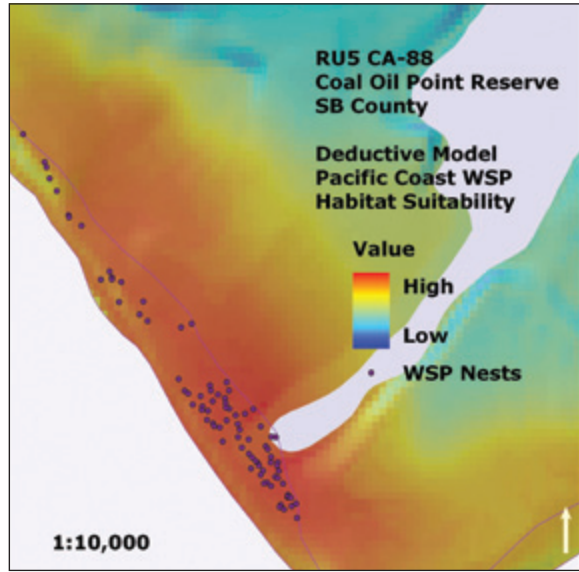 RU5 CA-88
Coal Oil Point Reserve
SB County
Deductive Model
Pacific Coast WSP
Habitat Suitability
Value
High
Low
WSP Nests
1:10,000